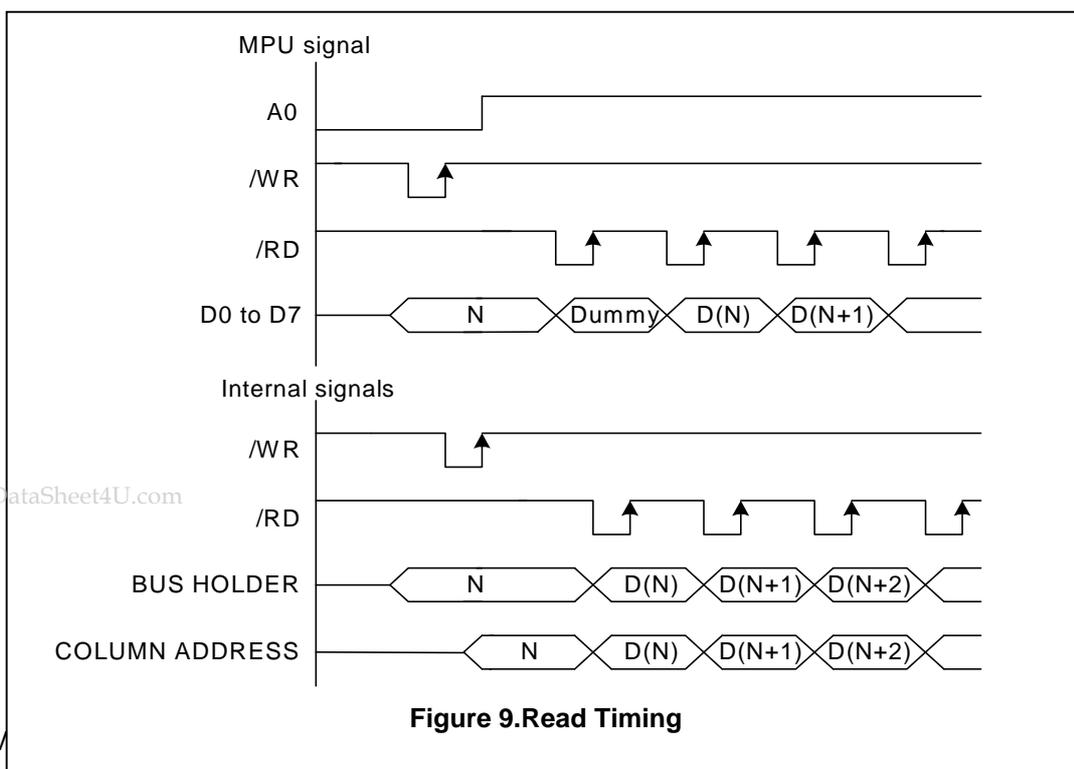 MPU signal
A0
/WR
/RD
D0 to D7 N Dummy D(N) D(N+1)
Internal signals
/WR
DataSheet4U.com
/RD
BUS HOLDER N D(N) D(N+1) D(N+2)
COLUMN ADDRESS N D(N) D(N+1) D(N+2)
Figure 9.Read Timing
/